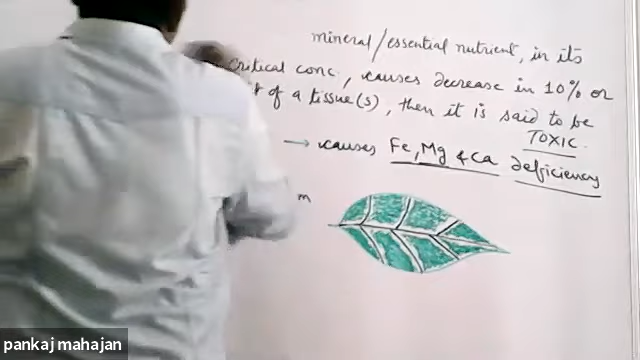 mineral/essential nutrient, in its
critical conc., causes decrease in 10% or
of a tissue(s), then it is said to be
TOXIC.
→ causes Fe, Mg & Ca deficiency
m
pankaj mahajan